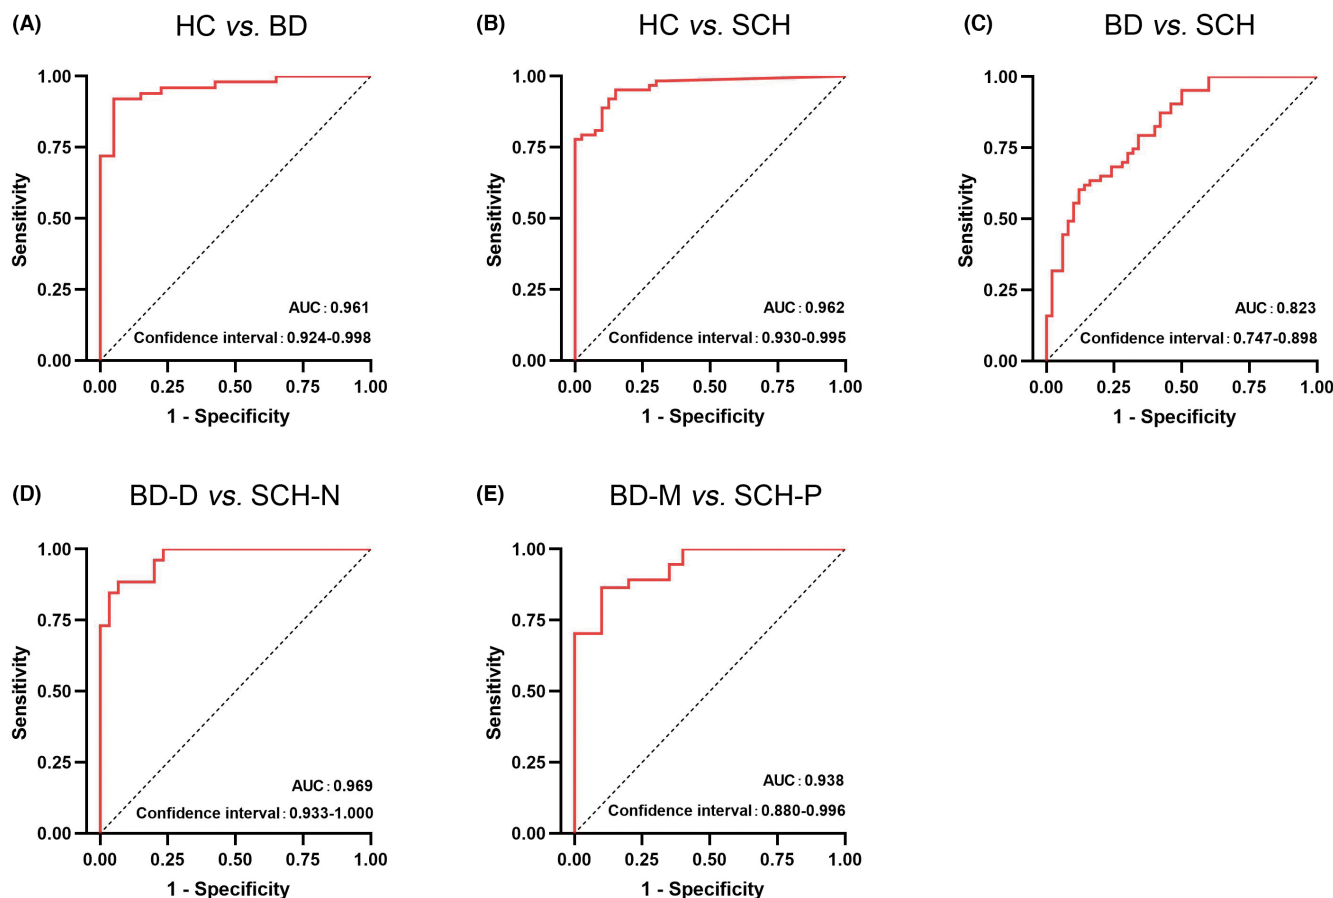 (A) HC vs. BD
1.00
0.75
0.50
0.25
0.00
Sensitivity
AUC : 0.961
Confidence interval : 0.924-0.998
0.00 0.25 0.50 0.75 1.00
1 - Specificity
(B) HC vs. SCH
1.00
0.75
0.50
0.25
0.00
Sensitivity
AUC : 0.962
Confidence interval : 0.930-0.995
0.00 0.25 0.50 0.75 1.00
1 - Specificity
(C) BD vs. SCH
1.00
0.75
0.50
0.25
0.00
Sensitivity
AUC : 0.823
Confidence interval : 0.747-0.898
0.00 0.25 0.50 0.75 1.00
1 - Specificity
(D) BD-D vs. SCH-N
1.00
0.75
0.50
0.25
0.00
Sensitivity
AUC : 0.969
Confidence interval : 0.933-1.000
0.00 0.25 0.50 0.75 1.00
1 - Specificity
(E) BD-M vs. SCH-P
1.00
0.75
0.50
0.25
0.00
Sensitivity
AUC : 0.938
Confidence interval : 0.880-0.996
0.00 0.25 0.50 0.75 1.00
1 - Specificity